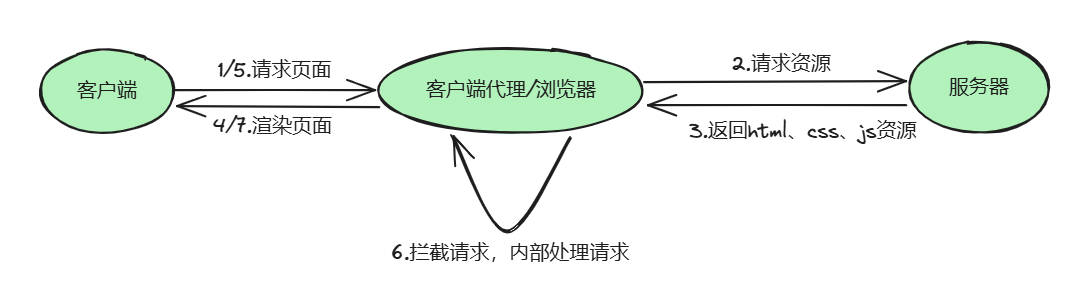 1/5.请求页面
2.请求资源
客户端
客户端代理/浏览器
服务器
4/7.渲染页面
3.返回html、css、js资源
6.拦截请求，内部处理请求